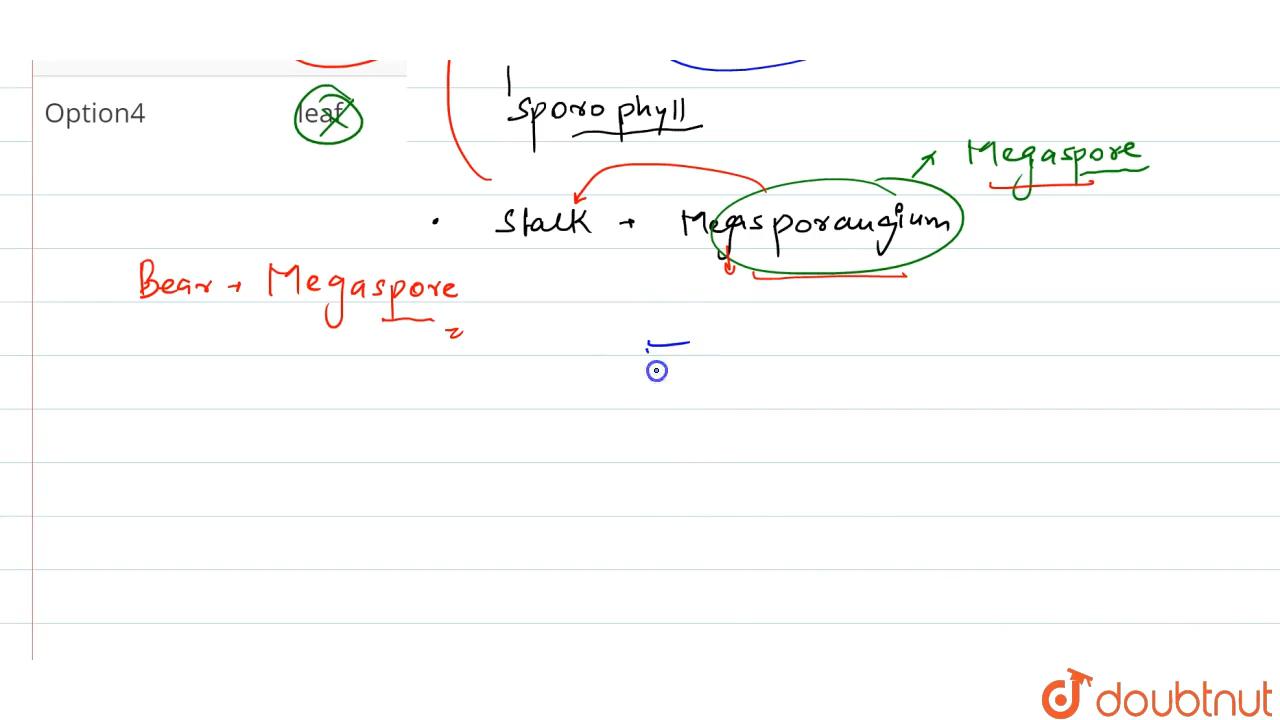 Option4 leaf
Sporophyll
Megaspore
Stalk + Megasporangium
Bear + Megaspore
doubtnut